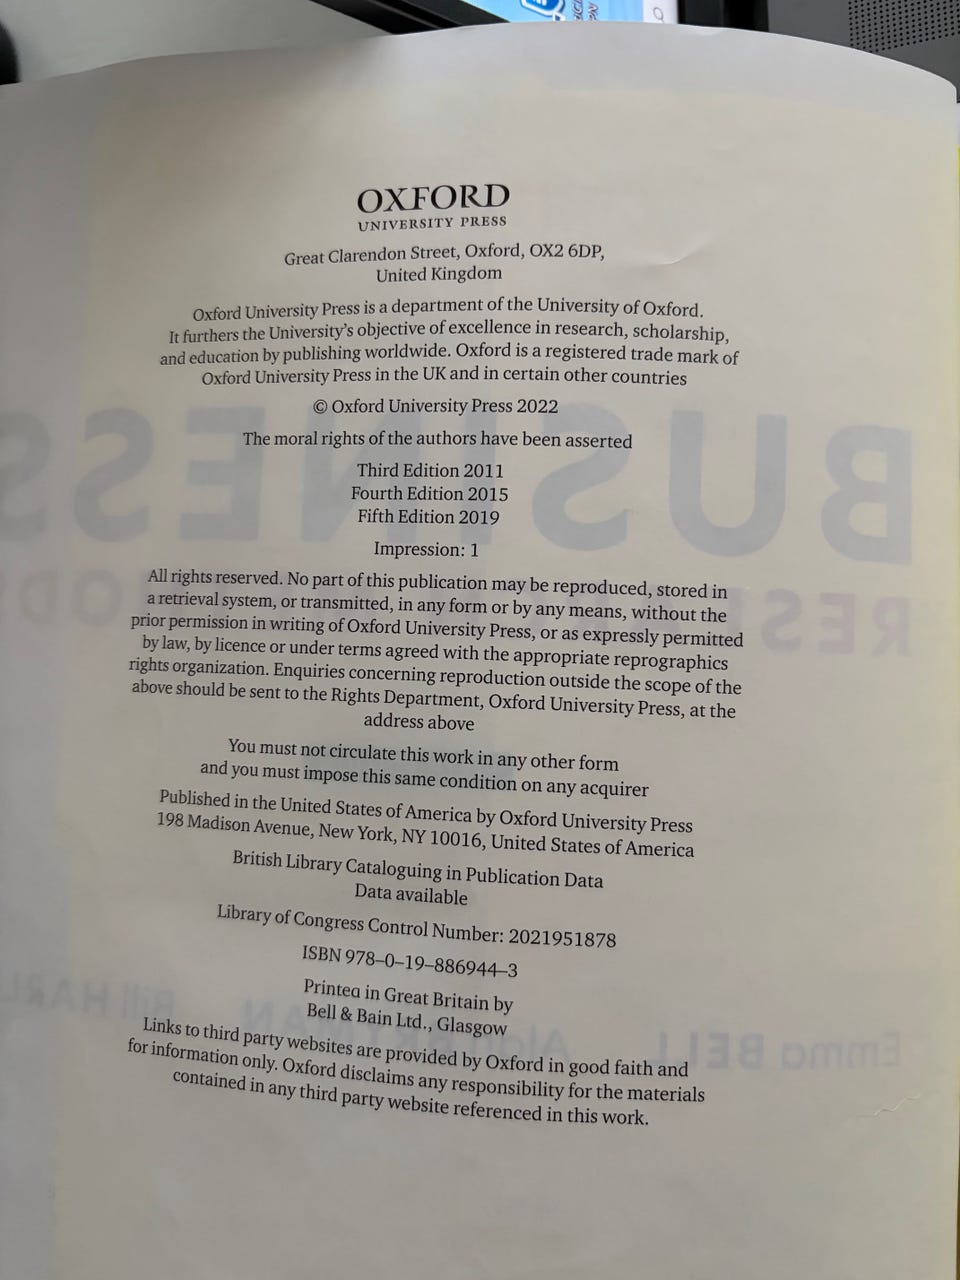 OXFORD
UNIVERSITY PRESS
Great Clarendon Street, Oxford, OX2 6DP,
United Kingdom
Oxford University Press is a department of the University of Oxford.
It furthers the University's objective of excellence in research, scholarship,
and education by publishing worldwide. Oxford is a registered trade mark of
Oxford University Press in the UK and in certain other countries
© Oxford University Press 2022
The moral rights of the authors have been asserted
Third Edition 2011
Fourth Edition 2015
Fifth Edition 2019
Impression: 1
All rights reserved. No part of this publication may be reproduced, stored in
a retrieval system, or transmitted, in any form or by any means, without the
prior permission in writing of Oxford University Press, or as expressly permitted
by law, by licence or under terms agreed with the appropriate reprographics
rights organization. Enquiries concerning reproduction outside the scope of the
above should be sent to the Rights Department, Oxford University Press, at the
address above
You must not circulate this work in any other form
and you must impose this same condition on any acquirer
Published in the United States of America by Oxford University Press
198 Madison Avenue, New York, NY 10016, United States of America
British Library Cataloguing in Publication Data
Data available
Library of Congress Control Number: 2021951878
ISBN 978–0–19–886944–3
Printed in Great Britain by
Bell & Bain Ltd., Glasgow
Links to third party websites are provided by Oxford in good faith and
for information only. Oxford disclaims any responsibility for the materials
contained in any third party website referenced in this work.
BUSINESS
Emma BELL